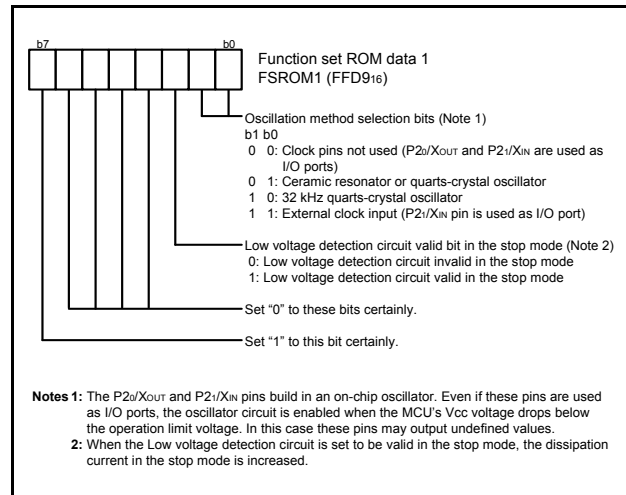 b7
b0
Function set ROM data 1
FSROM1 (FFD916)
Oscillation method selection bits (Note 1)
b1 b0
0 0: Clock pins not used (P20/XOUT and P21/XIN are used as
I/O ports)
0 1: Ceramic resonator or quarts-crystal oscillator
1 0: 32 kHz quarts-crystal oscillator
1 1: External clock input (P21/XIN pin is used as I/O port)
Low voltage detection circuit valid bit in the stop mode (Note 2)
0: Low voltage detection circuit invalid in the stop mode
1: Low voltage detection circuit valid in the stop mode
Set “0” to these bits certainly.
Set “1” to this bit certainly.
Notes 1: The P20/XOUT and P21/XIN pins build in an on-chip oscillator. Even if these pins are used
as I/O ports, the oscillator circuit is enabled when the MCU's Vcc voltage drops below
the operation limit voltage. In this case these pins may output undefined values.
2: When the Low voltage detection circuit is set to be valid in the stop mode, the dissipation
current in the stop mode is increased.